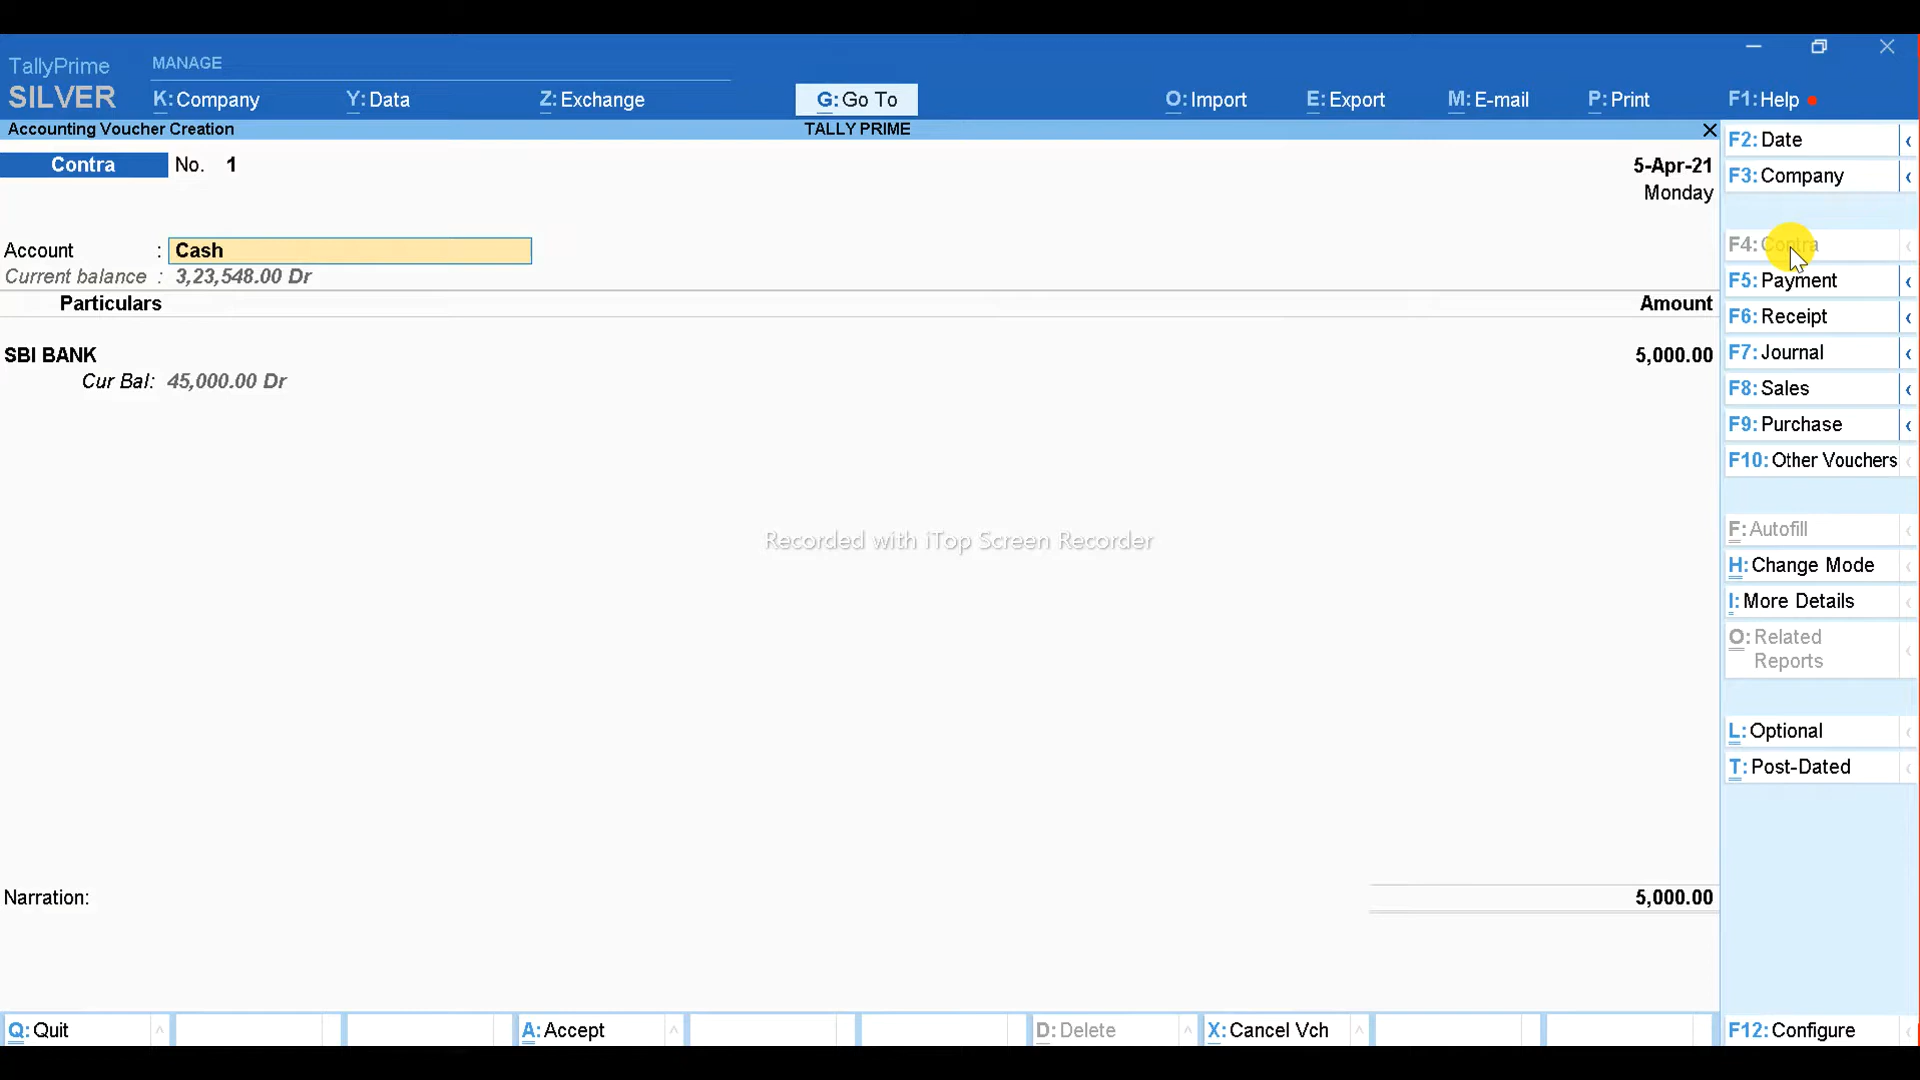 TallyPrime
SILVER
MANAGE
K: Company
Y: Data
Z: Exchange
G: Go To
O: Import
E: Export
M: E-mail
P: Print
F1: Help
Accounting Voucher Creation
TALLY PRIME
Contra No. 1
5-Apr-21
Monday
Account : Cash
Current balance : 3,23,548.00 Dr
Particulars
Amount
SBI BANK
5,000.00
Cur Bal: 45,000.00 Dr
Recorded with iTop Screen Recorder
Narration:
5,000.00
F2: Date
F3: Company
F4: Contra
F5: Payment
F6: Receipt
F7: Journal
F8: Sales
F9: Purchase
F10: Other Vouchers
F: Autofill
H: Change Mode
I: More Details
O: Related
Reports
L: Optional
T: Post-Dated
Q: Quit
A: Accept
D: Delete
X: Cancel Vch
F12: Configure